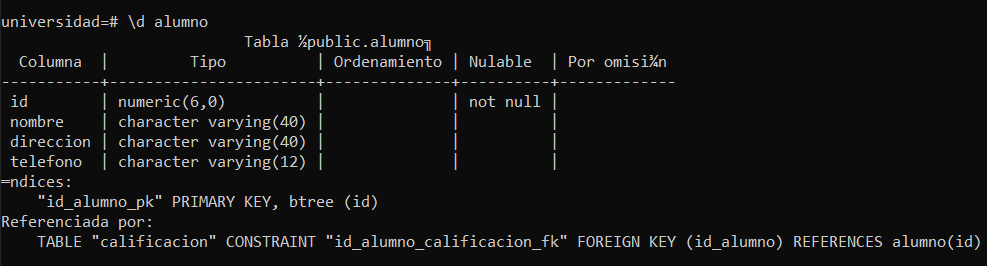 universidad=# \d alumno
                          Tabla ½public.alumno╗
  Columna  |         Tipo          | Ordenamiento | Nulable  | Por omisi¾n
-----------+-----------------------+--------------+----------+-------------
 id        | numeric(6,0)          |              | not null |
 nombre    | character varying(40) |              |          |
 direccion | character varying(40) |              |          |
 telefono  | character varying(12) |              |          |
═ndices:
    "id_alumno_pk" PRIMARY KEY, btree (id)
Referenciada por:
    TABLE "calificacion" CONSTRAINT "id_alumno_calificacion_fk" FOREIGN KEY (id_alumno) REFERENCES alumno(id)